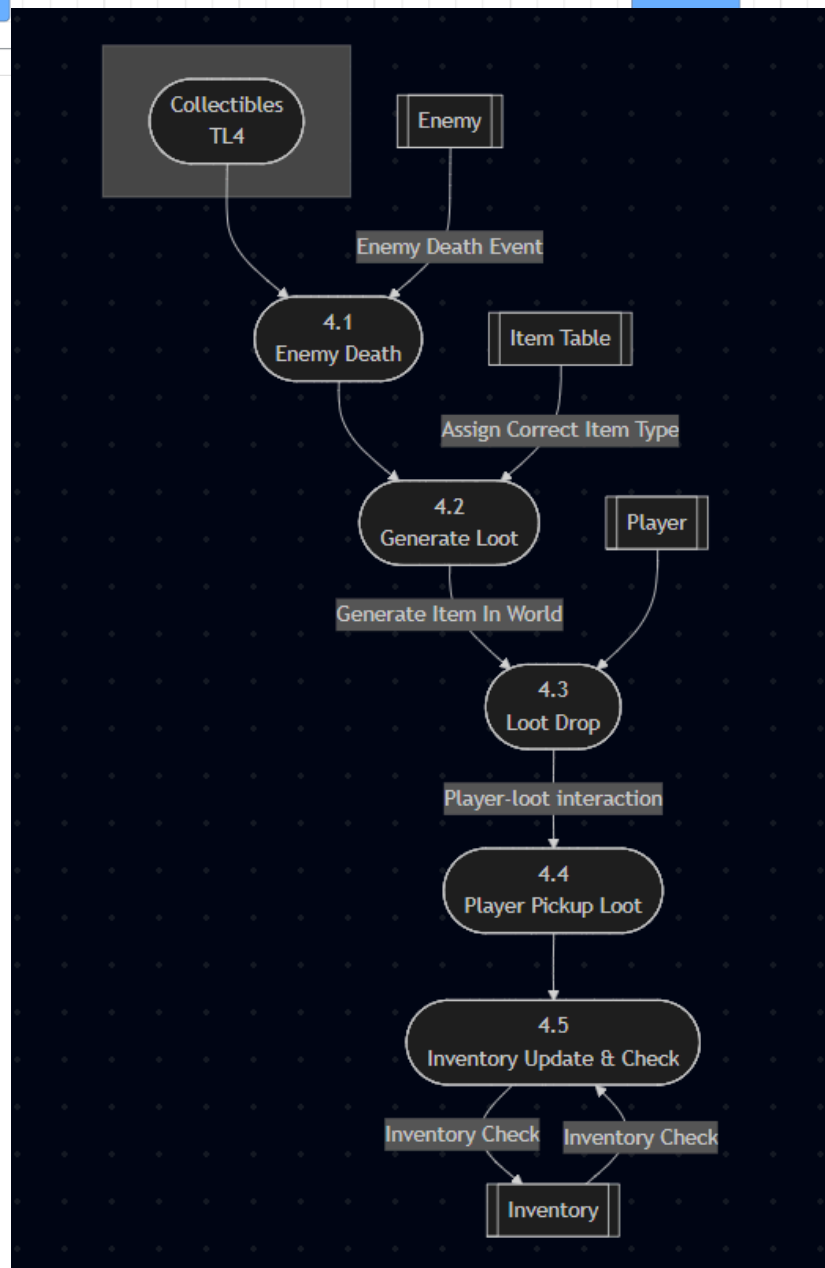 Collectibles
TL4
Enemy
Enemy Death Event
4.1
Enemy Death
Item Table
Assign Correct Item Type
4.2
Generate Loot
Player
Generate Item In World
4.3
Loot Drop
Player-loot interaction
4.4
Player Pickup Loot
4.5
Inventory Update & Check
Inventory Check
Inventory Check
Inventory